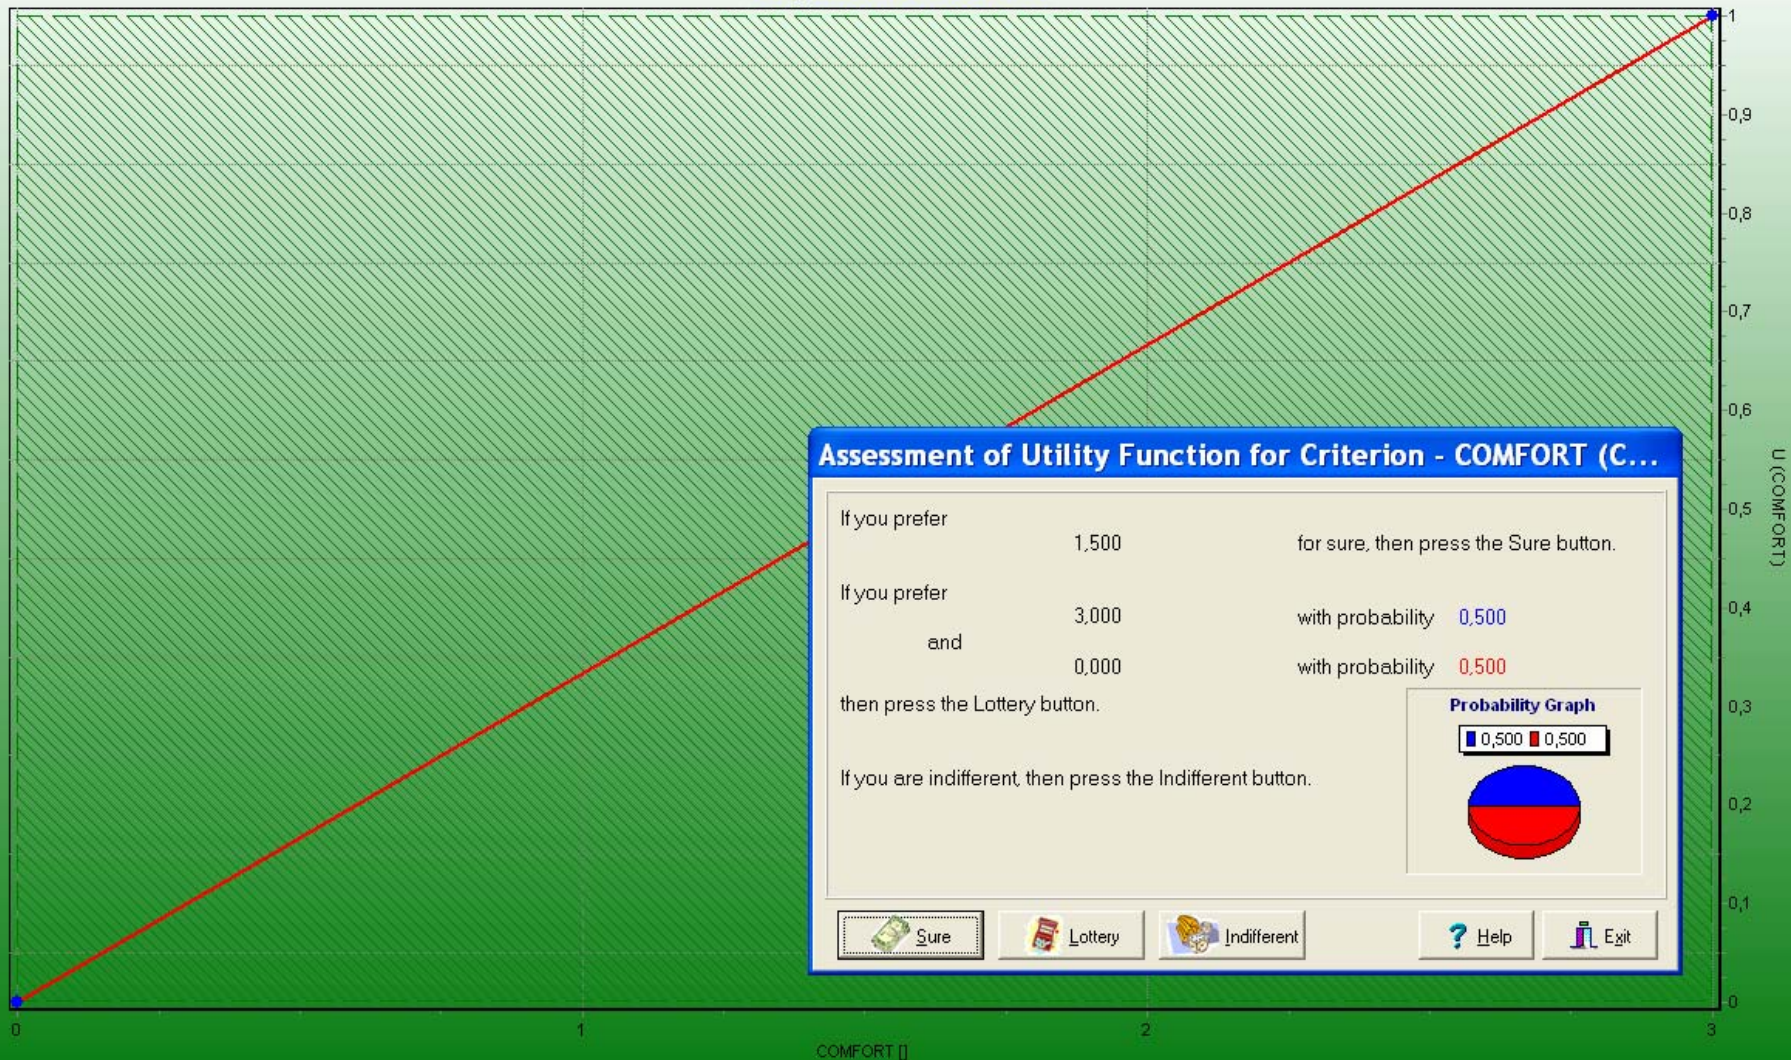 1
0,9
0,8
0,7
0,6
0,5
0,4
0,3
0,2
0,1
0
U (COMFORT)
Assessment of Utility Function for Criterion - COMFORT (C...
If you prefer
1,500 for sure, then press the Sure button.
If you prefer
3,000 with probability 0,500
and
0,000 with probability 0,500
then press the Lottery button.
Probability Graph
0,500 0,500
If you are indifferent, then press the Indifferent button.
Sure Lottery Indifferent ? Help Exit
0 1 2 3
COMFORT []